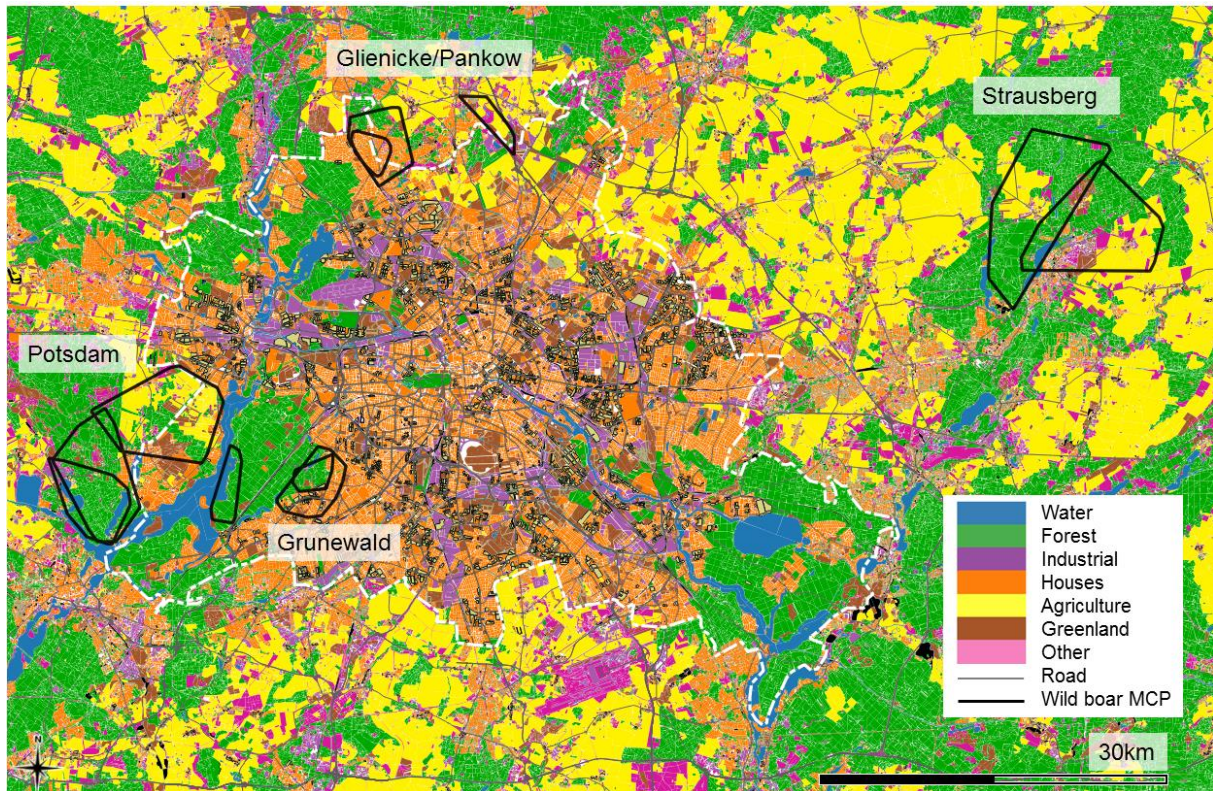 Glienicke/Pankow
Strausberg
Potsdam
Grunewald
Water
Forest
Industrial
Houses
Agriculture
Greenland
Other
Road
Wild boar MCP
N
30km